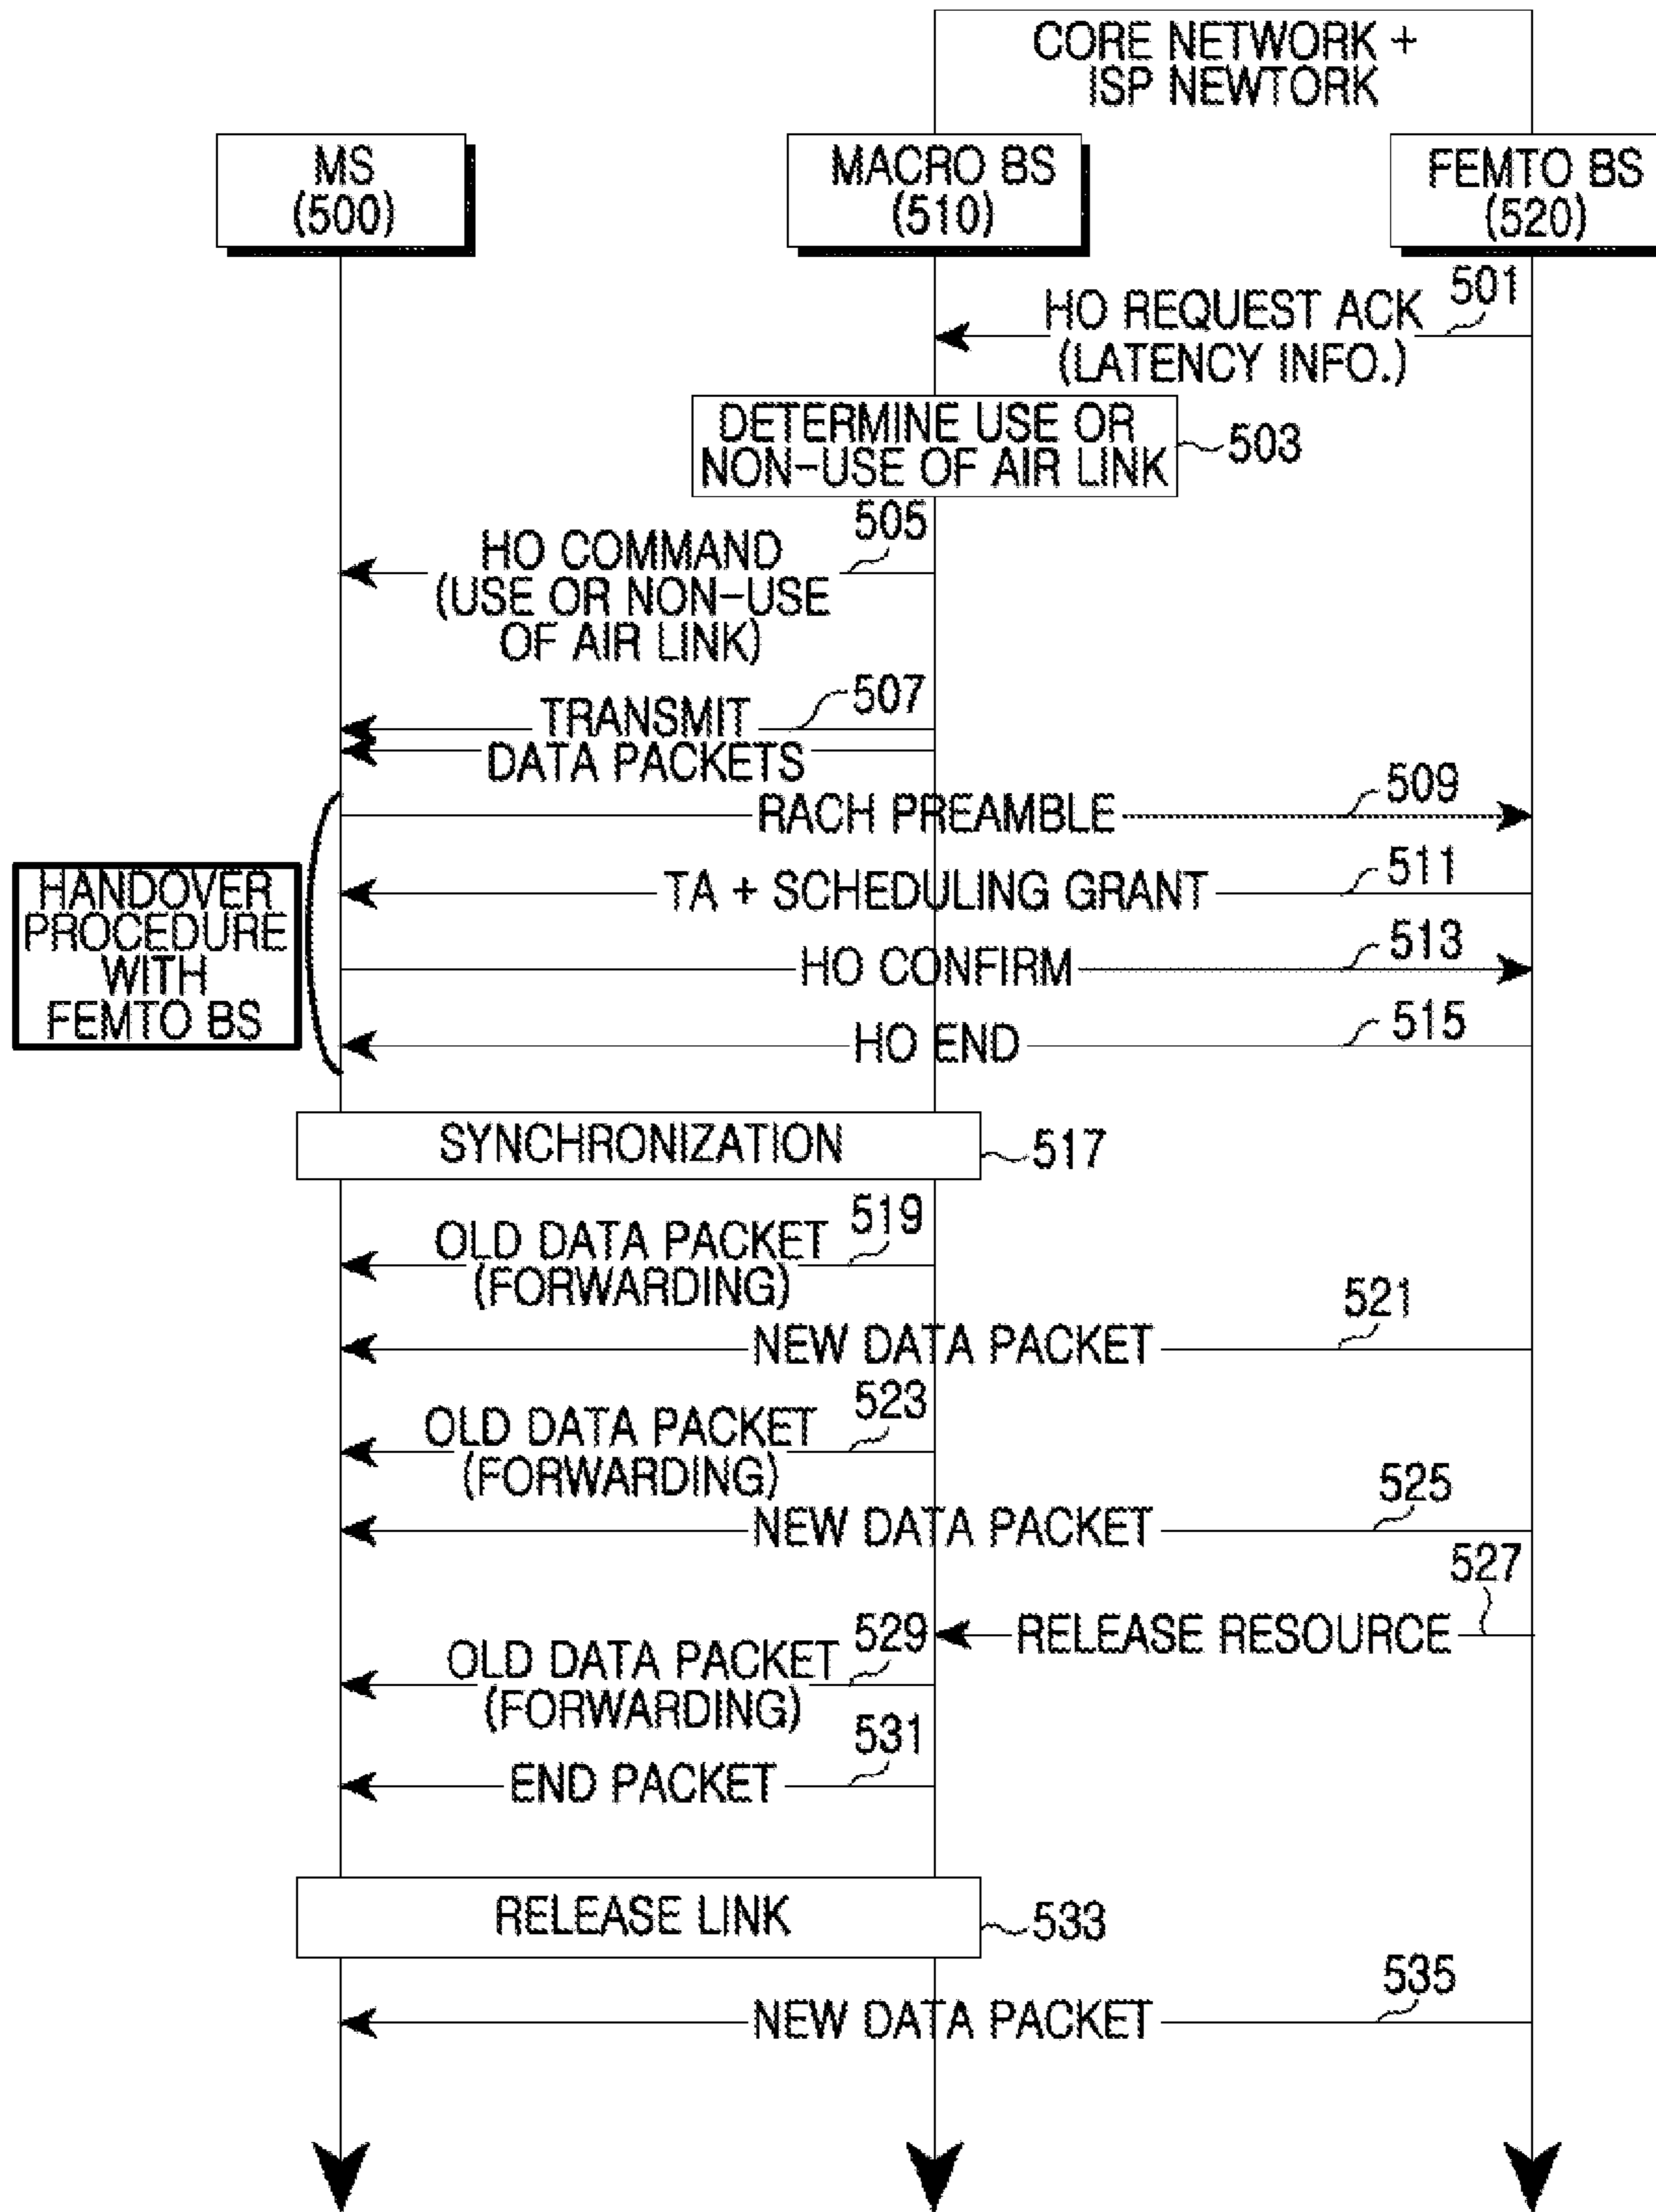 CORE NETWORK +
ISP NEWTORK
MS
(500)
MACRO BS
(510)
FEMTO BS
(520)
501
HO REQUEST ACK
(LATENCY INFO.)
DETERMINE USE OR
NON-USE OF AIR LINK
503
505
HO COMMAND
(USE OR NON-USE
OF AIR LINK)
507
TRANSMIT
DATA PACKETS
509
RACH PREAMBLE
HANDOVER
PROCEDURE
WITH
FEMTO BS
511
TA + SCHEDULING GRANT
513
HO CONFIRM
515
HO END
SYNCHRONIZATION
517
519
OLD DATA PACKET
(FORWARDING)
521
NEW DATA PACKET
523
OLD DATA PACKET
(FORWARDING)
525
NEW DATA PACKET
527
RELEASE RESOURCE
529
OLD DATA PACKET
(FORWARDING)
531
END PACKET
RELEASE LINK
533
535
NEW DATA PACKET